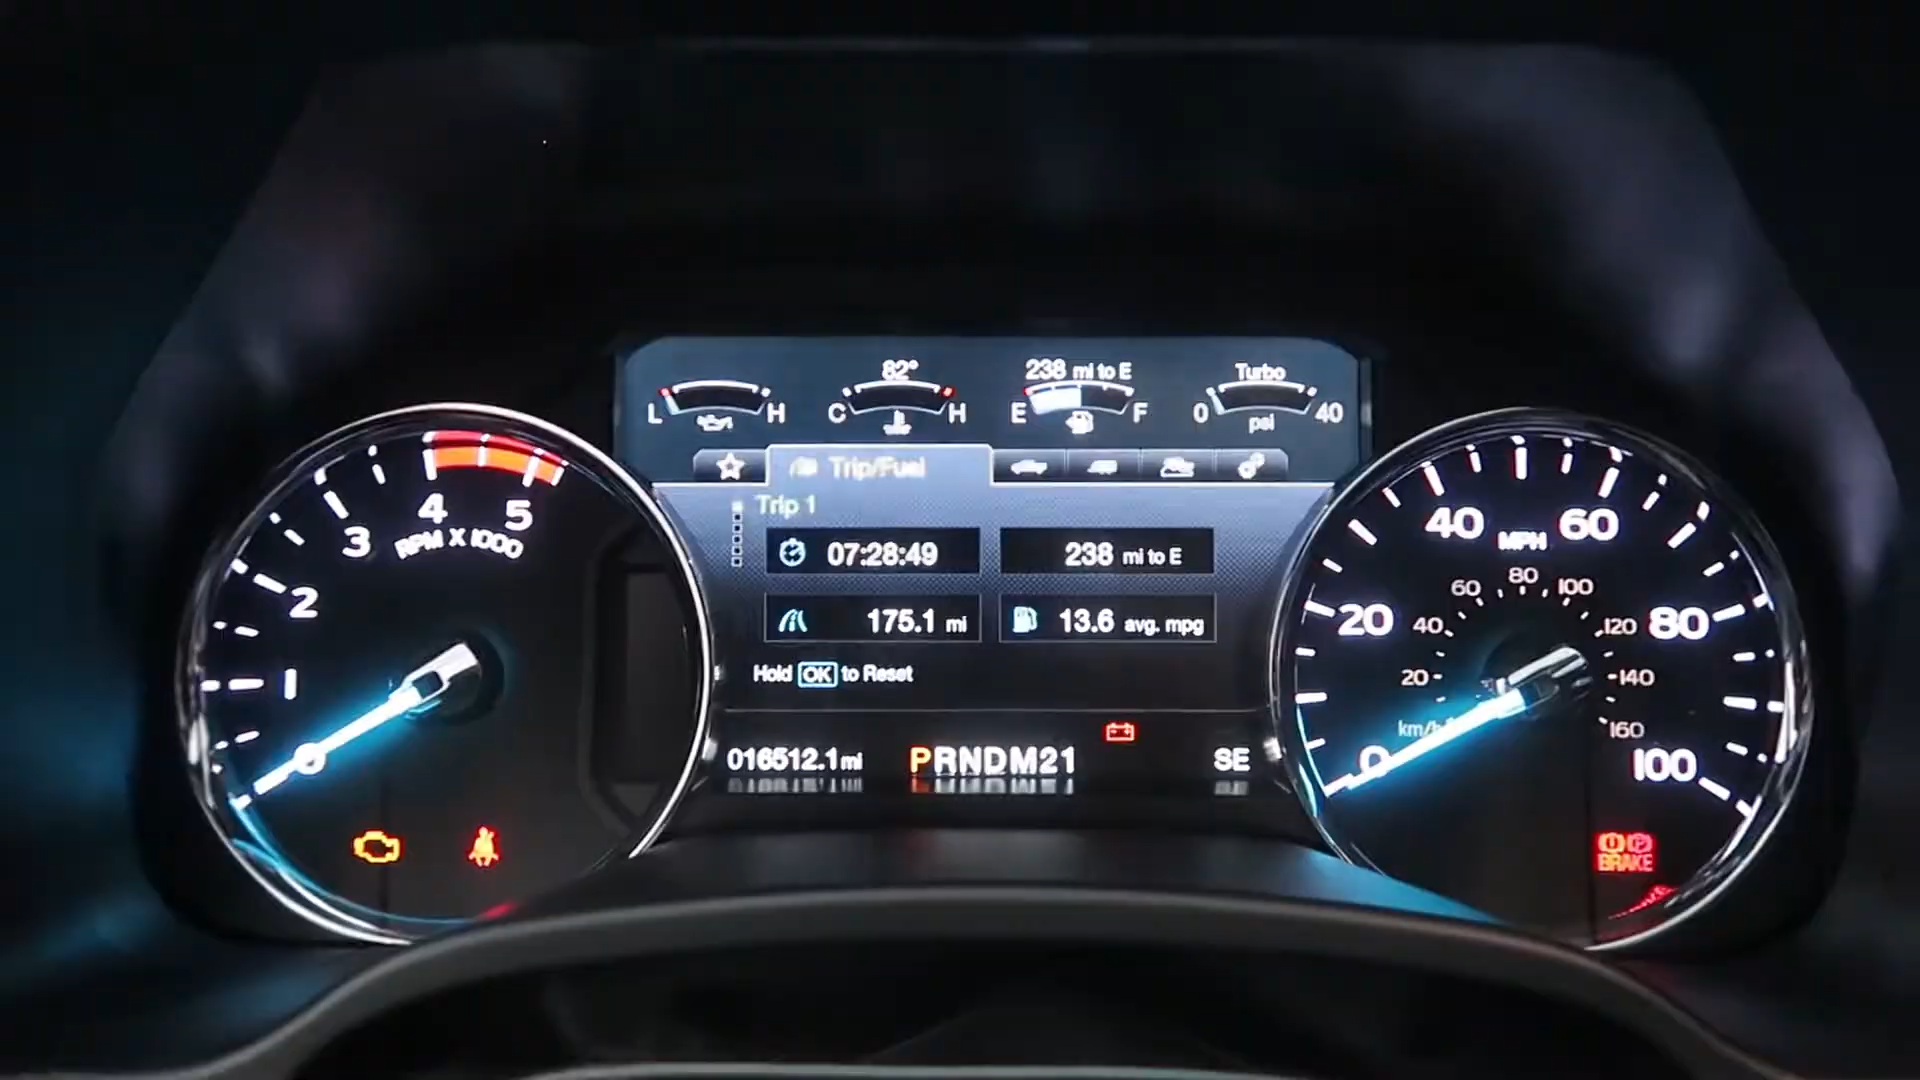 82°
238 mi to E
Turbo
L H
C H
E F
0 psi 40
Trip/Fuel
Trip 1
07:28:49
238 mi to E
175.1 mi
13.6 avg. mpg
Hold OK to Reset
016512.1 mi
PRNDM21
SE
1 2 3 4 5
RPM X 1000
0
0 20 40 60 80 100
MPH
20 40 60 80 100 120 140 160
km/h
BRAKE